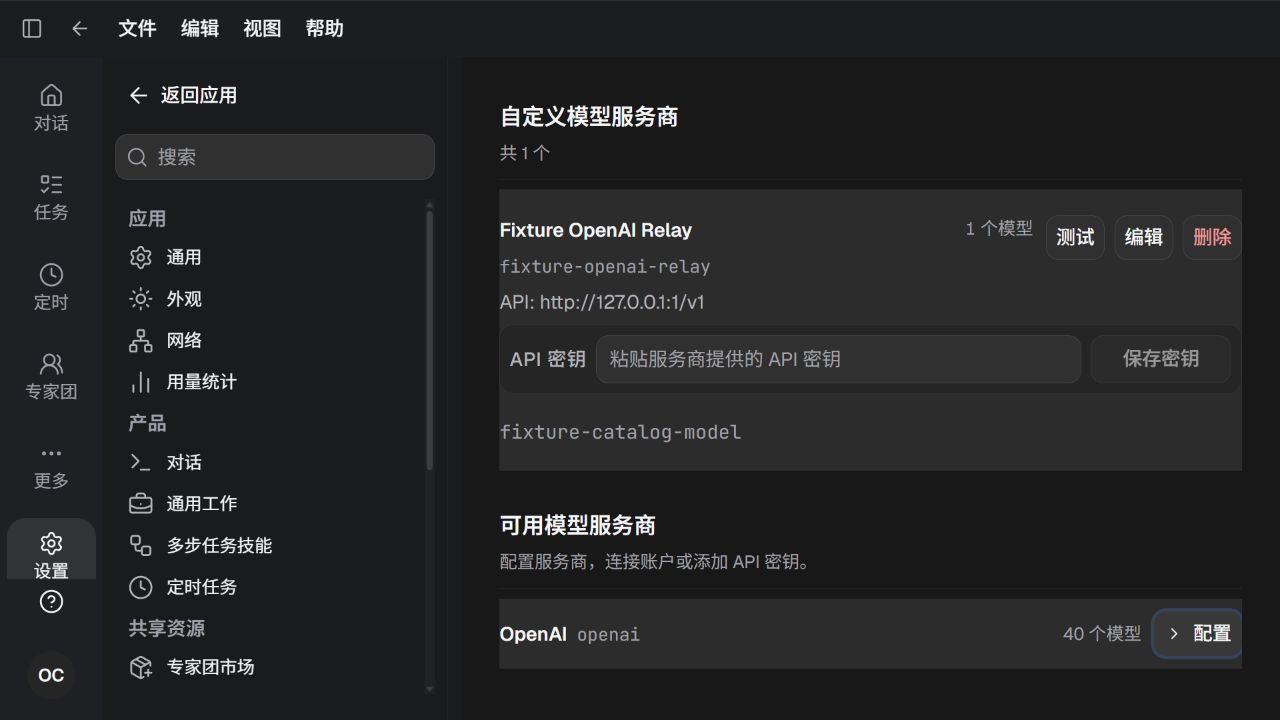 文件 编辑 视图 帮助
对话
任务
定时
专家团
更多
设置
OC
返回应用
搜索
应用
通用
外观
网络
用量统计
产品
对话
通用工作
多步任务技能
定时任务
共享资源
专家团市场
自定义模型服务商
共 1 个
Fixture OpenAI Relay 1 个模型 测试 编辑 删除
fixture-openai-relay
API: http://127.0.0.1:1/v1
API 密钥 粘贴服务商提供的 API 密钥 保存密钥
fixture-catalog-model
可用模型服务商
配置服务商，连接账户或添加 API 密钥。
OpenAI openai 40 个模型 配置